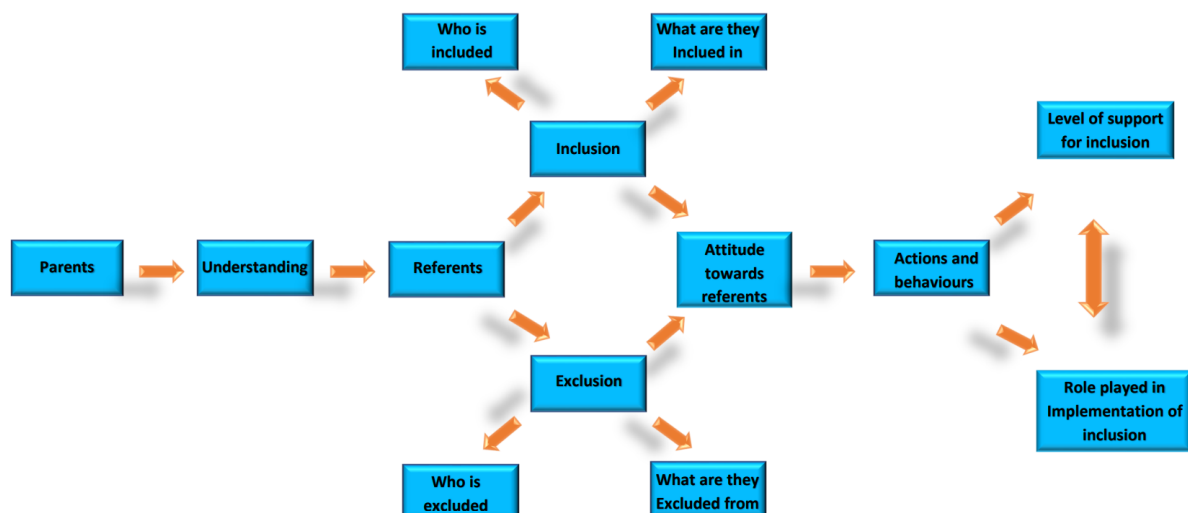 Who is
included
What are they
Inclued in
Level of support
for inclusion
Inclusion
Parents
Understanding
Referents
Attitude
towards
referents
Actions and
behaviours
Exclusion
Role played in
Implementation of
inclusion
Who is
excluded
What are they
Excluded from